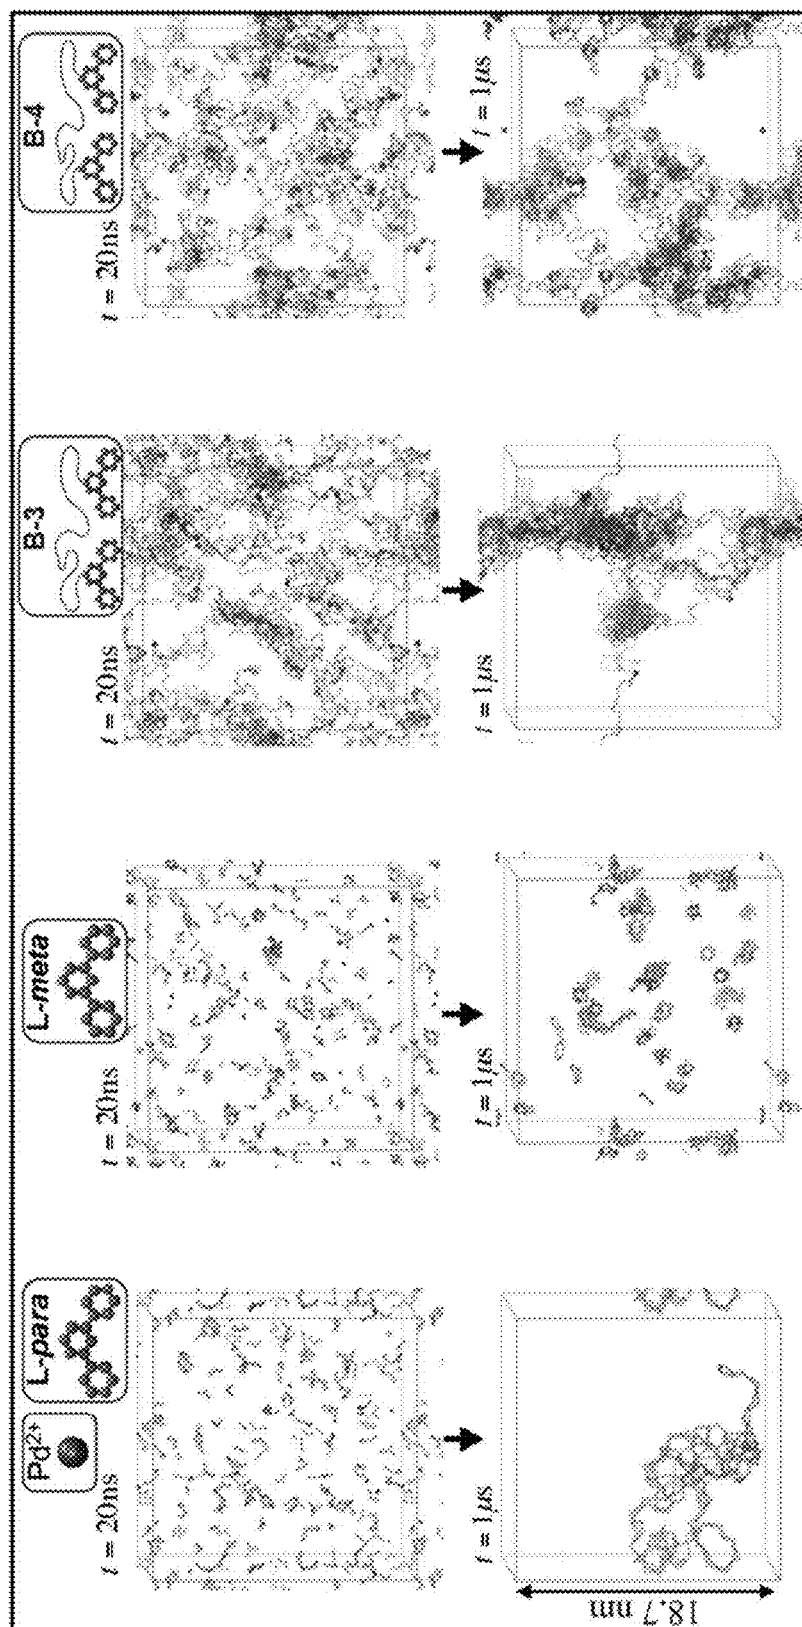 Pd2+
L-para
t = 20ns
t = 1μs
18.7 nm
L-meta
t = 20ns
t = 1μs
B-3
t = 20ns
t = 1μs
B-4
t = 20ns
t = 1μs